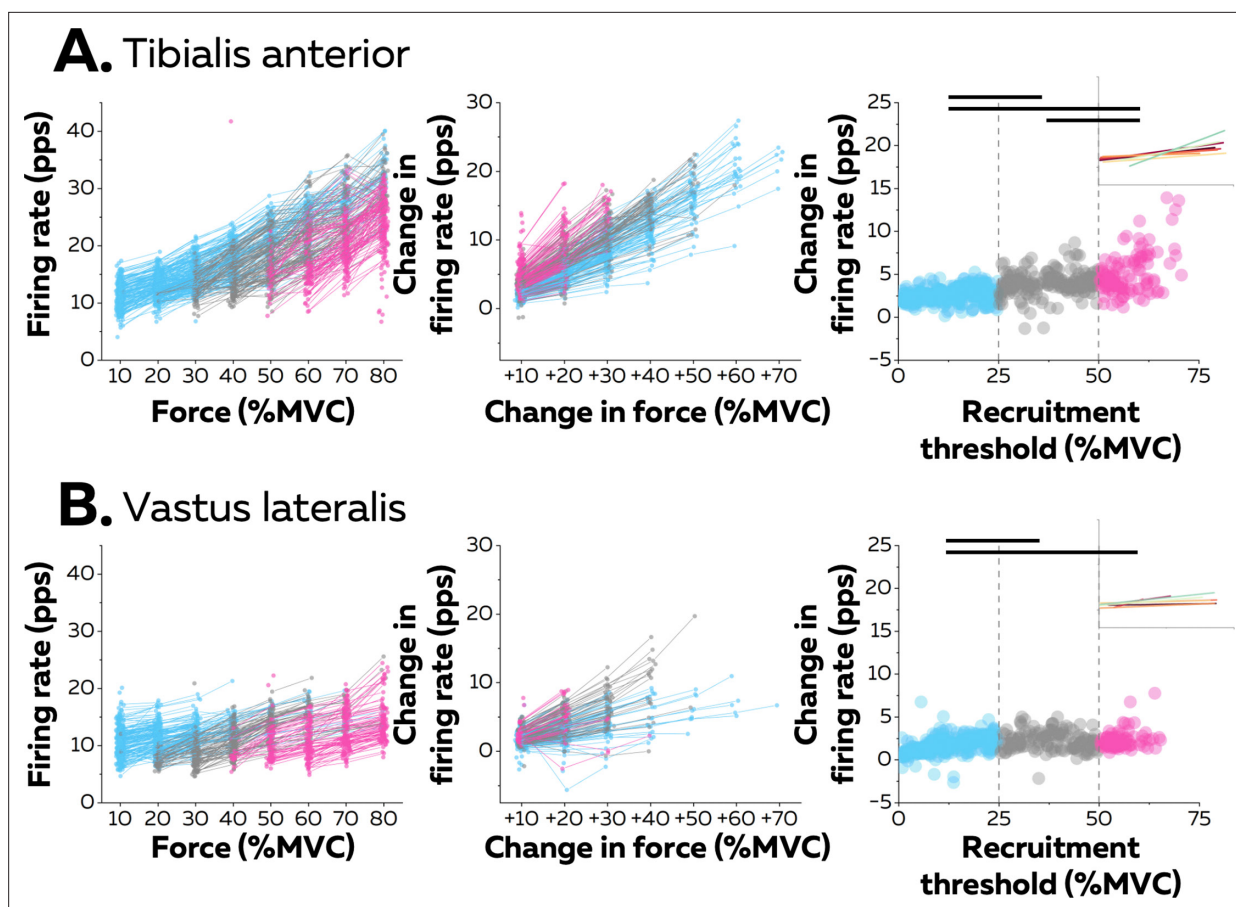 A. Tibialis anterior
Firing rate (pps)
40
30
20
10
0
10 20 30 40 50 60 70 80
Force (%MVC)
Change in
firing rate (pps)
30
20
10
0
+10 +20 +30 +40 +50 +60 +70
Change in force (%MVC)
Change in
firing rate (pps)
25
20
15
10
5
0
-5
0 25 50 75
Recruitment
threshold (%MVC)
B. Vastus lateralis
Firing rate (pps)
40
30
20
10
0
10 20 30 40 50 60 70 80
Force (%MVC)
Change in
firing rate (pps)
30
20
10
0
+10 +20 +30 +40 +50 +60 +70
Change in force (%MVC)
Change in
firing rate (pps)
25
20
15
10
5
0
-5
0 25 50 75
Recruitment
threshold (%MVC)